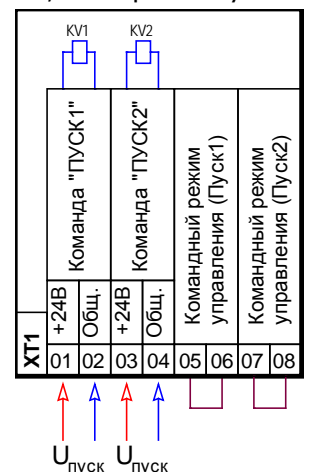 KV1 KV2
Команда "ПУСК1"
Команда "ПУСК2"
Командный режим
управления (Пуск1)
Командный режим
управления (Пуск2)
+24В Общ. +24В Общ.
XT1 01 02 03 04 05 06 07 08
Uпуск Uпуск